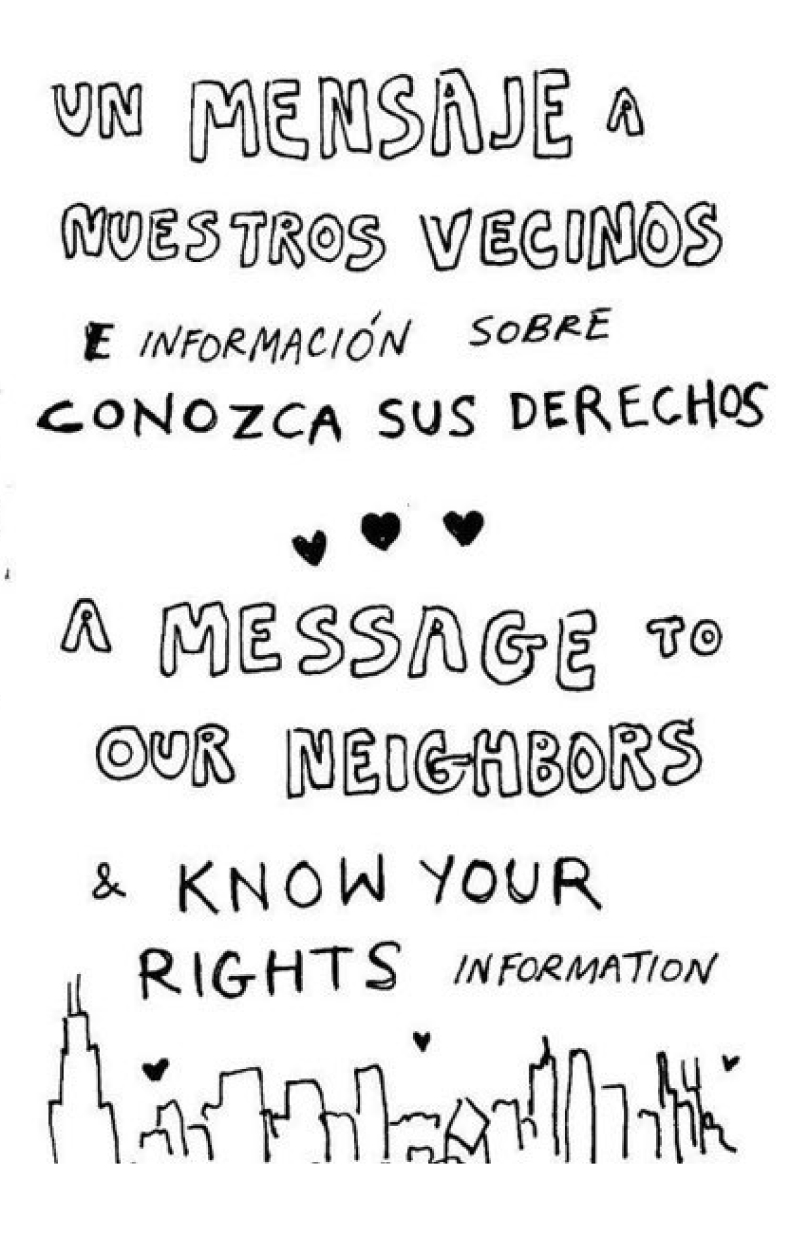 UN MENSAJE A
NUESTROS VECINOS
E INFORMACIÓN SOBRE
CONOZCA SUS DERECHOS
A MESSAGE TO
OUR NEIGHBORS
& KNOW YOUR
RIGHTS INFORMATION